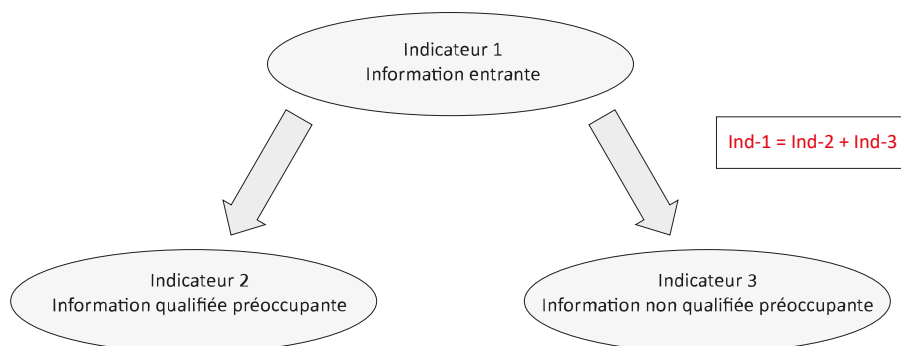 Indicateur 1
Information entrante
Ind-1 = Ind-2 + Ind-3
Indicateur 2
Information qualifiée préoccupante
Indicateur 3
Information non qualifiée préoccupante